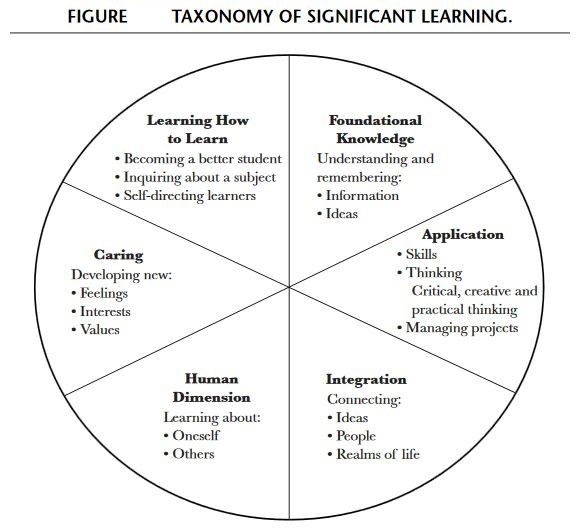 FIGURE TAXONOMY OF SIGNIFICANT LEARNING.
Learning How
to Learn
• Becoming a better student
• Inquiring about a subject
• Self-directing learners
Foundational
Knowledge
Understanding and
remembering:
• Information
• Ideas
Application
• Skills
• Thinking
Critical, creative and
practical thinking
• Managing projects
Integration
Connecting:
• Ideas
• People
• Realms of life
Human
Dimension
Learning about:
• Oneself
• Others
Caring
Developing new:
• Feelings
• Interests
• Values